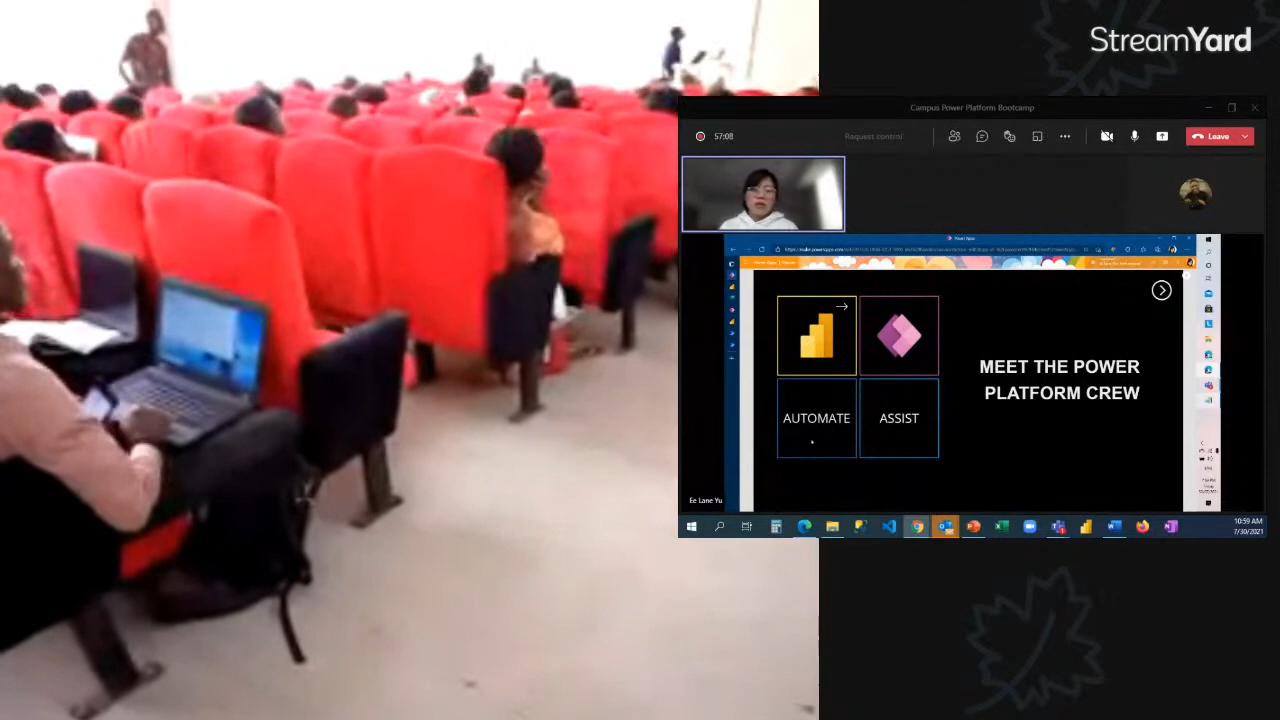 StreamYard
Campus Power Platform Bootcamp
57:08
Request control
Leave
MEET THE POWER
PLATFORM CREW
AUTOMATE
ASSIST
Ee Lane Yu
10:59 AM
7/30/2021